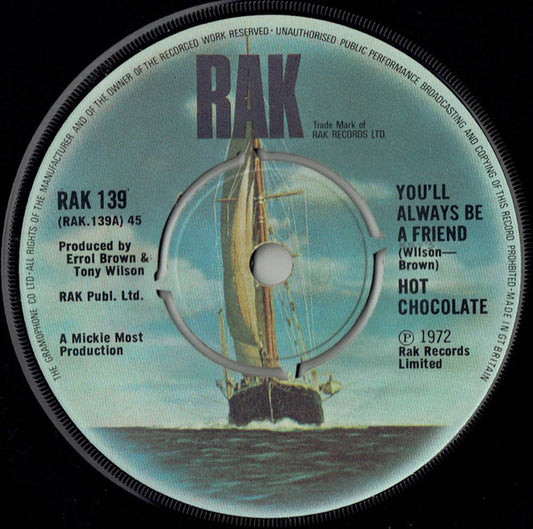 THE GRAMOPHONE CO LTD·ALL RIGHTS OF THE MANUFACTURER AND OF THE OWNER OF THE RECORDED WORK RESERVED · UNAUTHORISED PUBLIC PERFORMANCE BROADCASTING AND COPYING OF THIS RECORD PROHIBITED·MADE IN GT BRITAIN
RAK
Trade Mark of
RAK RECORDS LTD.
RAK 139
(RAK.139A) 45
Produced by
Errol Brown &
Tony Wilson
RAK Publ. Ltd.
A Mickie Most
Production
YOU'LL
ALWAYS BE
A FRIEND
(Wilson—
Brown)
HOT
CHOCOLATE
Ⓟ 1972
Rak Records
Limited